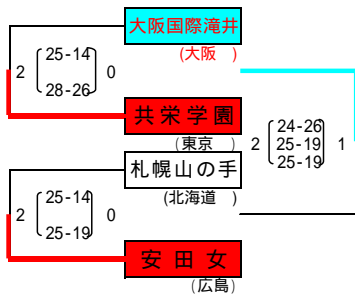 大阪国際滝井
(大阪　)
2 25-14 0
28-26
共栄学園
(東京　)
2 24-26 1
25-19
25-19
札幌山の手
(北海道　)
2 25-14 0
25-19
安田女
(広島)